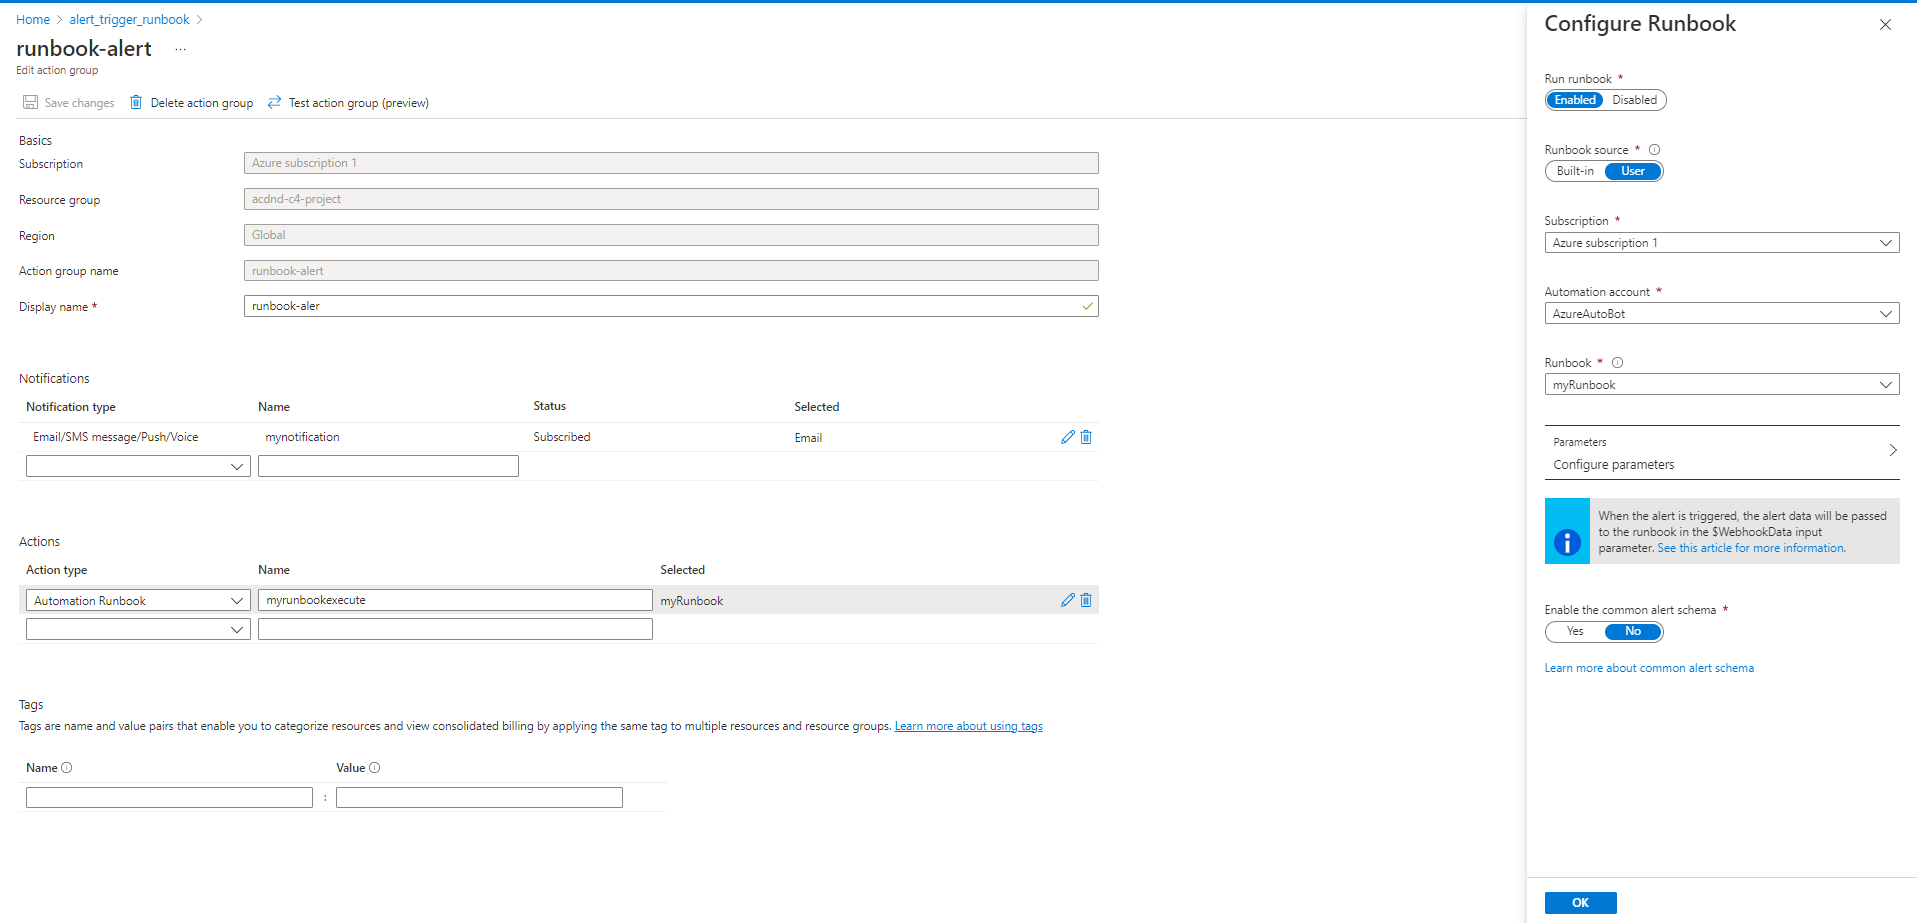 Home > alert_trigger_runbook >
runbook-alert ...
Edit action group
Save changes Delete action group Test action group (preview)
Basics
Subscription Azure subscription 1
Resource group acdnd-c4-project
Region Global
Action group name runbook-alert
Display name * runbook-aler
Notifications
Notification type Name Status Selected
Email/SMS message/Push/Voice mynotification Subscribed Email
Actions
Action type Name Selected
Automation Runbook myrunbookexecute myRunbook
Tags
Tags are name and value pairs that enable you to categorize resources and view consolidated billing by applying the same tag to multiple resources and resource groups. Learn more about using tags
Name Value
:
Configure Runbook
Run runbook *
Enabled Disabled
Runbook source *
Built-in User
Subscription *
Azure subscription 1
Automation account *
AzureAutoBot
Runbook *
myRunbook
Parameters
Configure parameters
When the alert is triggered, the alert data will be passed
to the runbook in the $WebhookData input
parameter. See this article for more information.
Enable the common alert schema *
Yes No
Learn more about common alert schema
OK